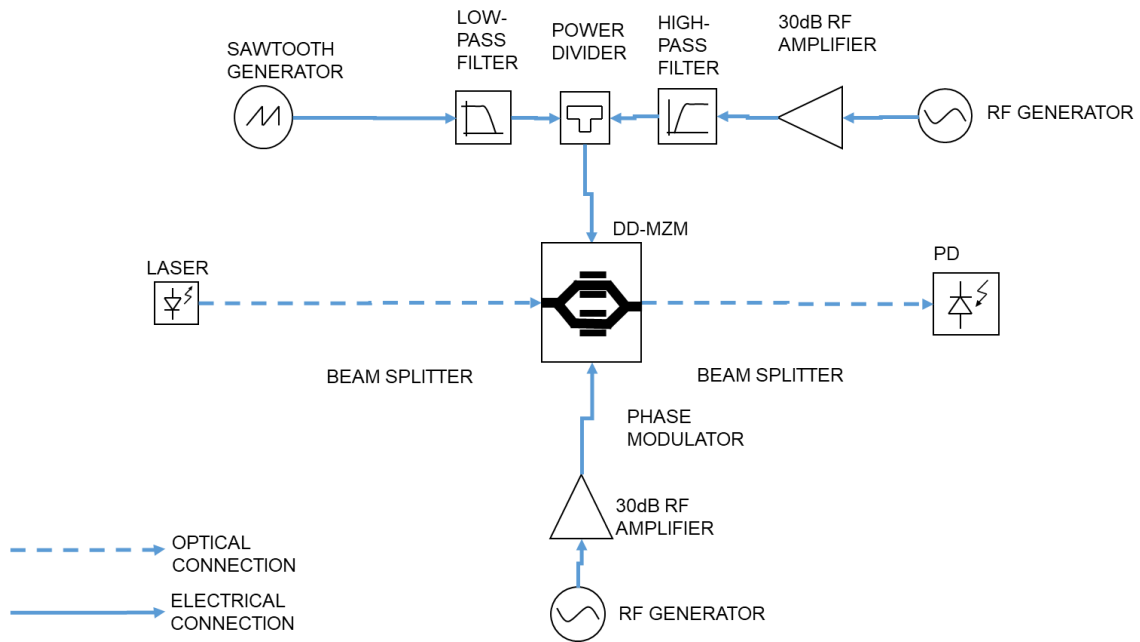 LOW-
PASS
FILTER
POWER
DIVIDER
HIGH-
PASS
FILTER
30dB RF
AMPLIFIER
SAWTOOTH
GENERATOR
RF GENERATOR
DD-MZM
LASER
PD
BEAM SPLITTER
BEAM SPLITTER
PHASE
MODULATOR
30dB RF
AMPLIFIER
OPTICAL
CONNECTION
ELECTRICAL
CONNECTION
RF GENERATOR